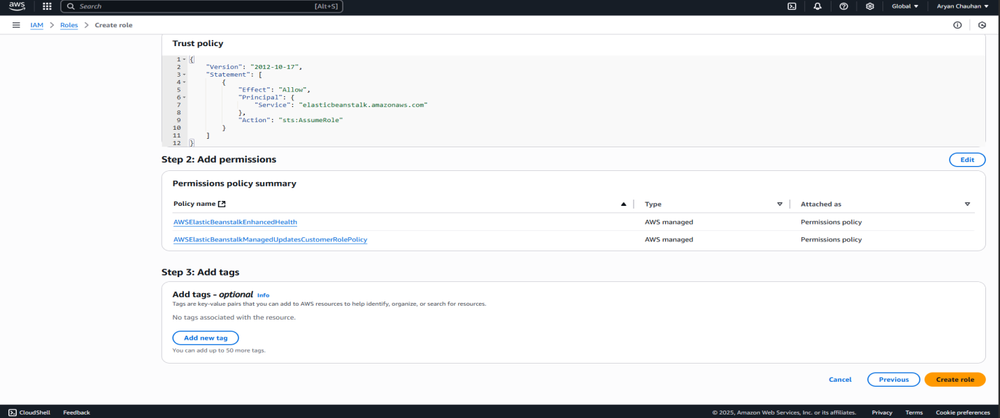 aws
Search
[Alt+S]
Global
Aryan Chauhan
IAM > Roles > Create role
Trust policy
1 {
2 "Version": "2012-10-17",
3 "Statement": [
4 {
5 "Effect": "Allow",
6 "Principal": {
7 "Service": "elasticbeanstalk.amazonaws.com"
8 },
9 "Action": "sts:AssumeRole"
10 }
11 ]
12 }
Step 2: Add permissions
Edit
Permissions policy summary
Policy name Type Attached as
AWSElasticBeanstalkEnhancedHealth AWS managed Permissions policy
AWSElasticBeanstalkManagedUpdatesCustomerRolePolicy AWS managed Permissions policy
Step 3: Add tags
Add tags - optional Info
Tags are key-value pairs that you can add to AWS resources to help identify, organize, or search for resources.
No tags associated with the resource.
Add new tag
You can add up to 50 more tags.
Cancel Previous Create role
CloudShell Feedback © 2025, Amazon Web Services, Inc. or its affiliates. Privacy Terms Cookie preferences